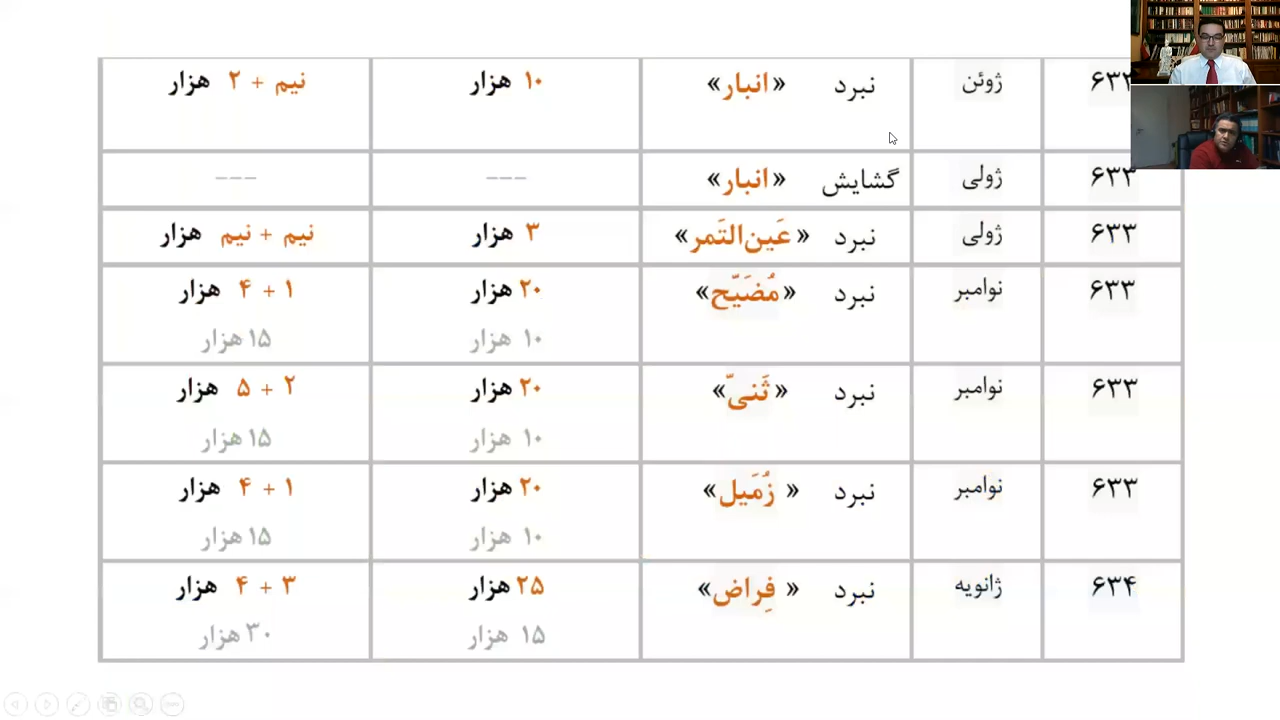 ۶۳۳ ژوئن نبرد «انبار» ۱۰ هزار نیم + ۲ هزار
۶۳۳ ژولی گشایش «انبار» --- ---
۶۳۳ ژولی نبرد «عَین‌التَمر» ۳ هزار نیم + نیم هزار
۶۳۳ نوامبر نبرد «مُضَیّح» ۲۰ هزار ۱ + ۴ هزار
۱۰ هزار ۱۵ هزار
۶۳۳ نوامبر نبرد «ثَنیّ» ۲۰ هزار ۲ + ۵ هزار
۱۰ هزار ۱۵ هزار
۶۳۳ نوامبر نبرد «زُمَیل» ۲۰ هزار ۱ + ۴ هزار
۱۰ هزار ۱۵ هزار
۶۳۴ ژانویه نبرد «فِراض» ۲۵ هزار ۳ + ۴ هزار
۱۵ هزار ۳۰ هزار